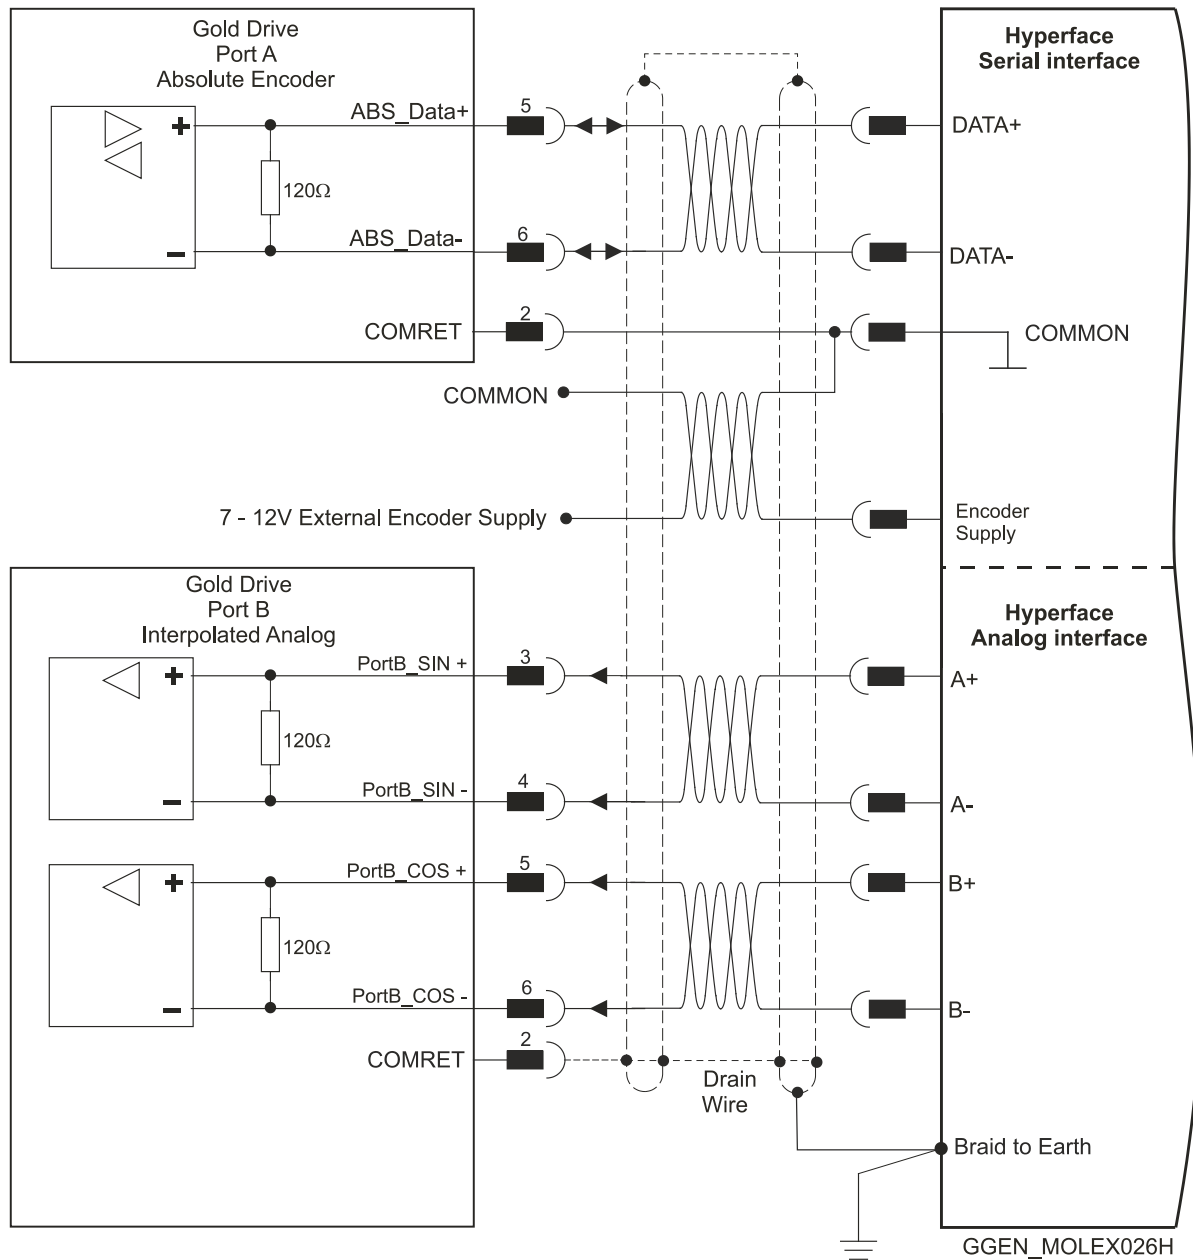 Gold Drive
Port A
Absolute Encoder
Hyperface
Serial interface
ABS_Data+
5
DATA+
+
120Ω
ABS_Data-
6
DATA-
−
COMRET
2
COMMON
COMMON
7 - 12V External Encoder Supply
Encoder
Supply
Gold Drive
Port B
Interpolated Analog
Hyperface
Analog interface
PortB_SIN +
3
A+
+
120Ω
PortB_SIN -
4
A-
−
PortB_COS +
5
B+
+
120Ω
PortB_COS -
6
B-
−
COMRET
2
Drain
Wire
Braid to Earth
GGEN_MOLEX026H